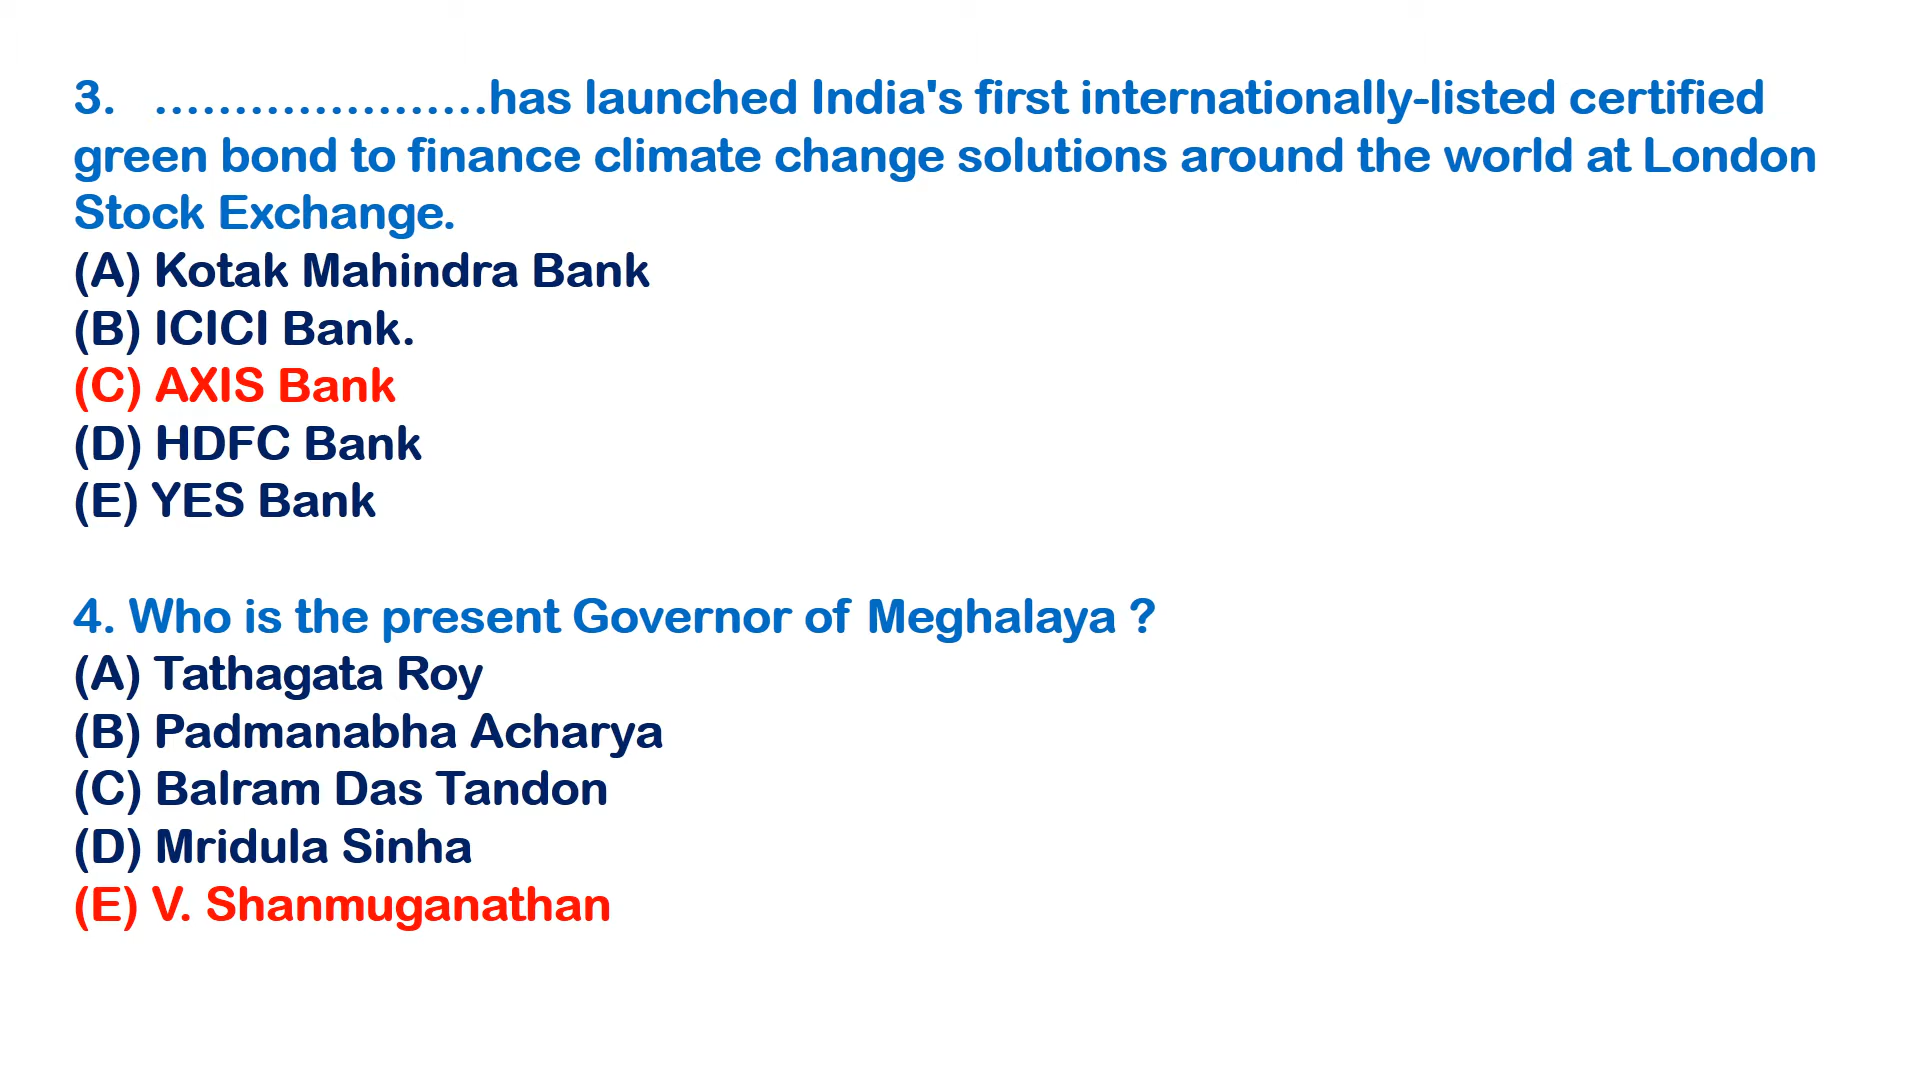 3. .....................has launched India's first internationally-listed certified
green bond to finance climate change solutions around the world at London
Stock Exchange.
(A) Kotak Mahindra Bank
(B) ICICI Bank.
(C) AXIS Bank
(D) HDFC Bank
(E) YES Bank
4. Who is the present Governor of Meghalaya ?
(A) Tathagata Roy
(B) Padmanabha Acharya
(C) Balram Das Tandon
(D) Mridula Sinha
(E) V. Shanmuganathan